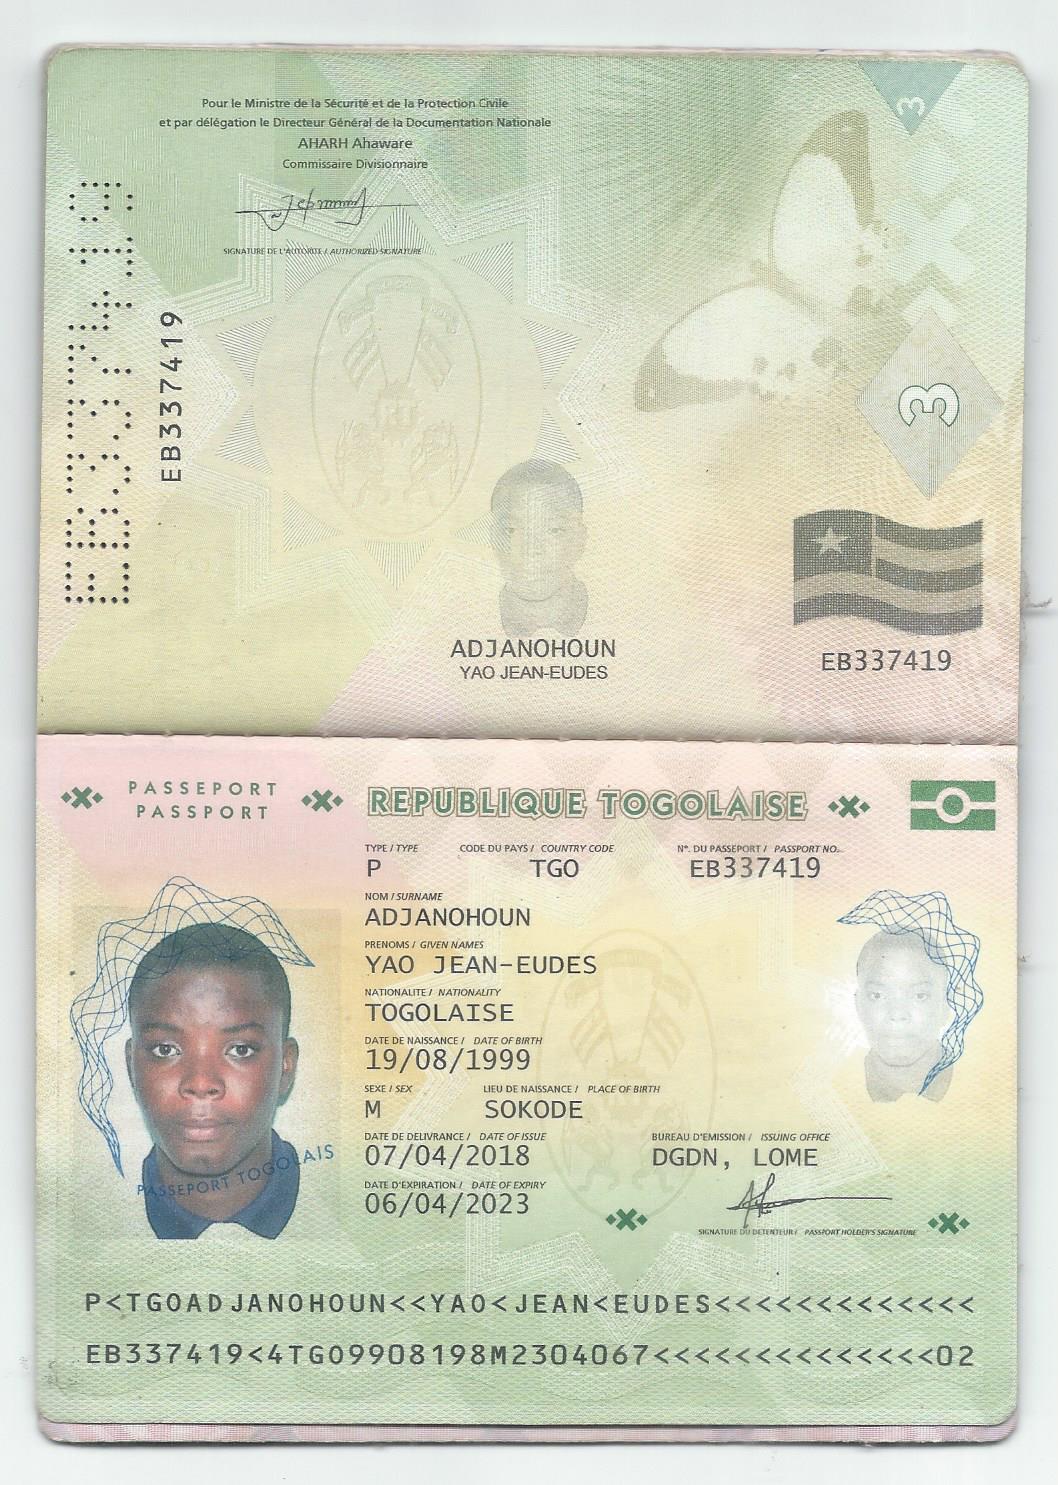 Pour le Ministre de la Sécurité et de la Protection Civile
et par délégation le Directeur Général de la Documentation Nationale
AHARH Ahaware
Commissaire Divisionnaire
SIGNATURE DE L'AUTORITÉ / AUTHORIZED SIGNATURE
EB337419
EB337419
3
3
RT
ADJANOHOUN
YAO JEAN-EUDES
EB337419
PASSEPORT
PASSPORT
REPUBLIQUE TOGOLAISE
TYPE / TYPE CODE DU PAYS / COUNTRY CODE N°. DU PASSEPORT / PASSPORT NO.
P TGO EB337419
NOM / SURNAME
ADJANOHOUN
PRENOMS / GIVEN NAMES
YAO JEAN-EUDES
NATIONALITE / NATIONALITY
TOGOLAISE
DATE DE NAISSANCE / DATE OF BIRTH
19/08/1999
SEXE / SEX LIEU DE NAISSANCE / PLACE OF BIRTH
M SOKODE
DATE DE DELIVRANCE / DATE OF ISSUE BUREAU D'EMISSION / ISSUING OFFICE
07/04/2018 DGDN, LOME
DATE D'EXPIRATION / DATE OF EXPIRY
06/04/2023
SIGNATURE DU DETENTEUR / PASSPORT HOLDER'S SIGNATURE
PASSEPORT TOGOLAIS
P<TGOADJANOHOUN<<YAO<JEAN<EUDES<<<<<<<<<<<<<
EB337419<4TGO9908198M2304067<<<<<<<<<<<<<<02